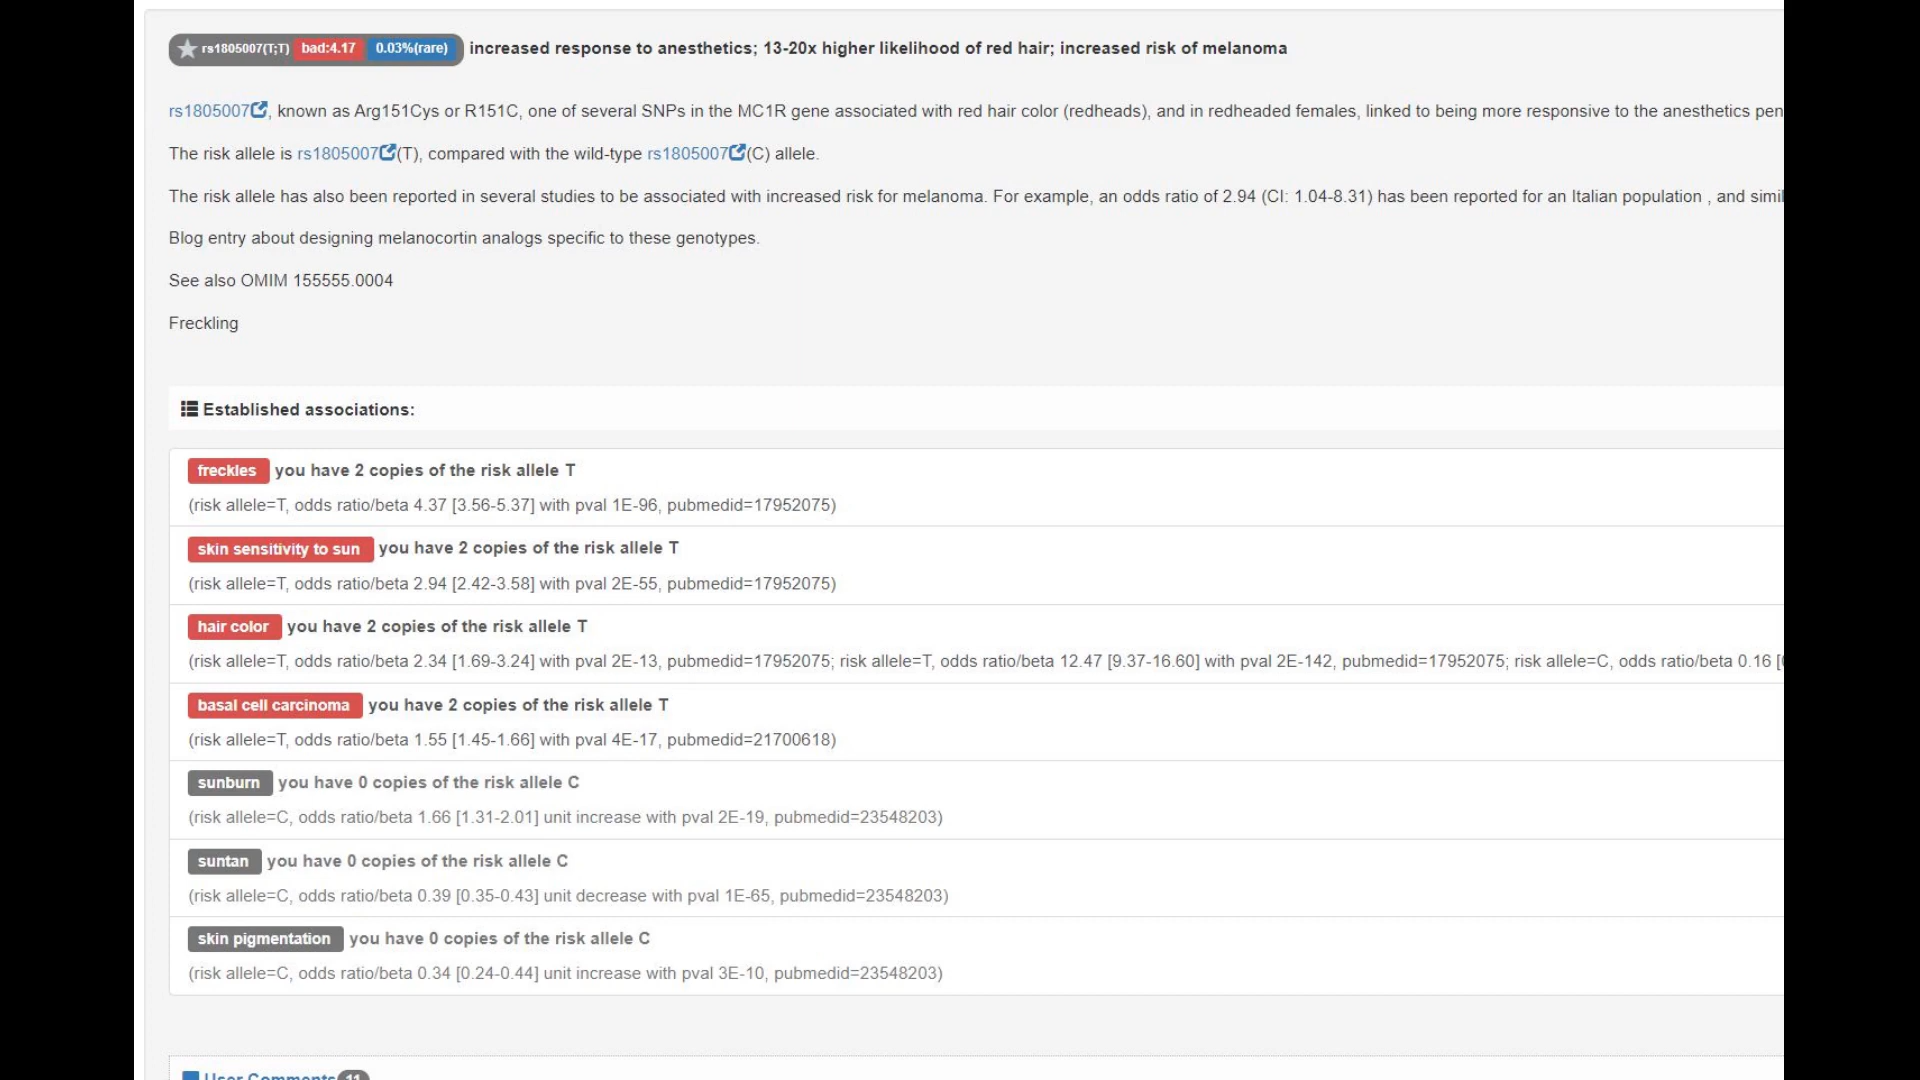 rs1805007(T;T) bad:4.17 0.03%(rare) increased response to anesthetics; 13-20x higher likelihood of red hair; increased risk of melanoma
rs1805007, known as Arg151Cys or R151C, one of several SNPs in the MC1R gene associated with red hair color (redheads), and in redheaded females, linked to being more responsive to the anesthetics pen
The risk allele is rs1805007(T), compared with the wild-type rs1805007(C) allele.
The risk allele has also been reported in several studies to be associated with increased risk for melanoma. For example, an odds ratio of 2.94 (CI: 1.04-8.31) has been reported for an Italian population , and simil
Blog entry about designing melanocortin analogs specific to these genotypes.
See also OMIM 155555.0004
Freckling
Established associations:
freckles you have 2 copies of the risk allele T
(risk allele=T, odds ratio/beta 4.37 [3.56-5.37] with pval 1E-96, pubmedid=17952075)
skin sensitivity to sun you have 2 copies of the risk allele T
(risk allele=T, odds ratio/beta 2.94 [2.42-3.58] with pval 2E-55, pubmedid=17952075)
hair color you have 2 copies of the risk allele T
(risk allele=T, odds ratio/beta 2.34 [1.69-3.24] with pval 2E-13, pubmedid=17952075; risk allele=T, odds ratio/beta 12.47 [9.37-16.60] with pval 2E-142, pubmedid=17952075; risk allele=C, odds ratio/beta 0.16 [
basal cell carcinoma you have 2 copies of the risk allele T
(risk allele=T, odds ratio/beta 1.55 [1.45-1.66] with pval 4E-17, pubmedid=21700618)
sunburn you have 0 copies of the risk allele C
(risk allele=C, odds ratio/beta 1.66 [1.31-2.01] unit increase with pval 2E-19, pubmedid=23548203)
suntan you have 0 copies of the risk allele C
(risk allele=C, odds ratio/beta 0.39 [0.35-0.43] unit decrease with pval 1E-65, pubmedid=23548203)
skin pigmentation you have 0 copies of the risk allele C
(risk allele=C, odds ratio/beta 0.34 [0.24-0.44] unit increase with pval 3E-10, pubmedid=23548203)
User Comments 11